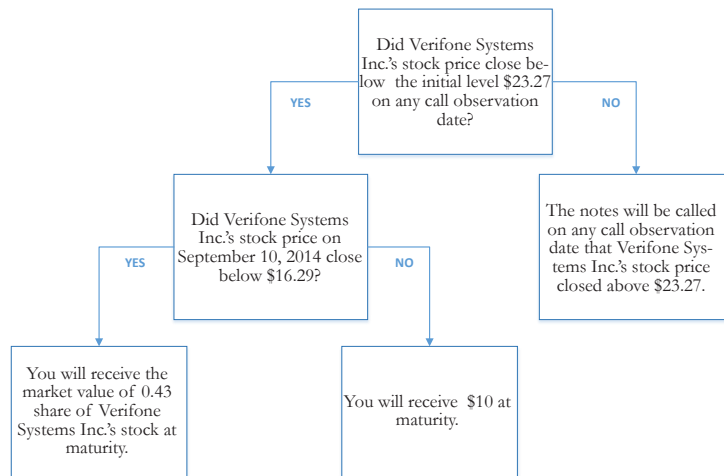 Did Verifone Systems
Inc.'s stock price close be-
low the initial level $23.27
on any call observation
date?
YES
NO
Did Verifone Systems
Inc.'s stock price on
September 10, 2014 close
below $16.29?
The notes will be called
on any call observation
date that Verifone Sys-
tems Inc.'s stock price
closed above $23.27.
YES
NO
You will receive the
market value of 0.43
share of Verifone
Systems Inc.'s stock at
maturity.
You will receive $10 at
maturity.